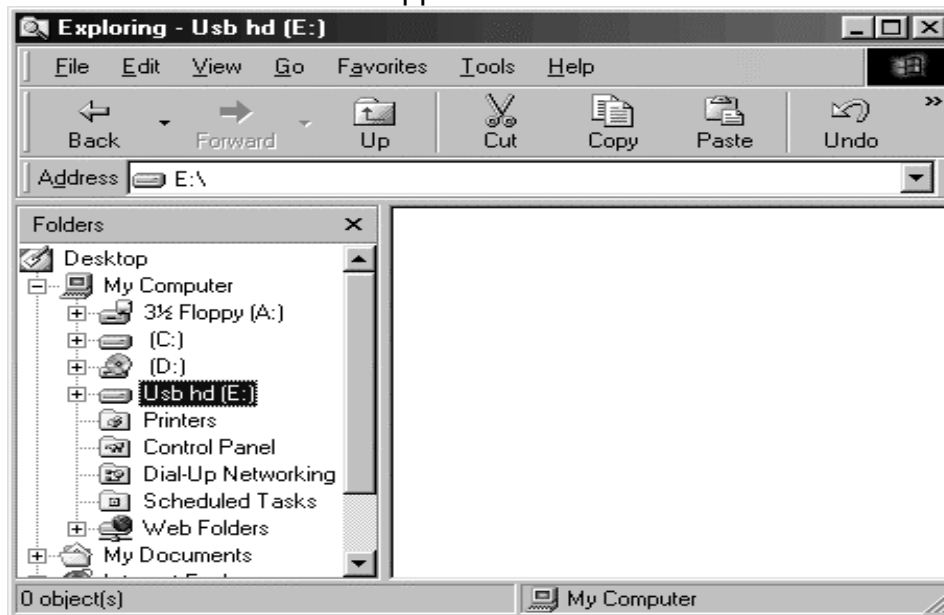 Exploring - Usb hd (E:)
File Edit View Go Favorites Tools Help
Back Forward Up Cut Copy Paste Undo »
Address E:\
Folders
Desktop
My Computer
3½ Floppy (A:)
(C:)
(D:)
Usb hd (E:)
Printers
Control Panel
Dial-Up Networking
Scheduled Tasks
Web Folders
My Documents
0 object(s) My Computer